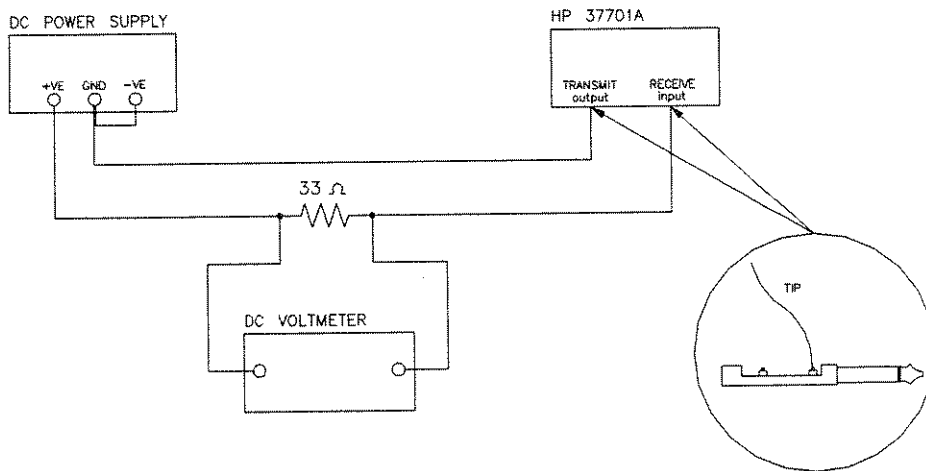 DC POWER SUPPLY
+VE GND -VE
HP 37701A
TRANSMIT output
RECEIVE input
33 Ω
DC VOLTMETER
TIP